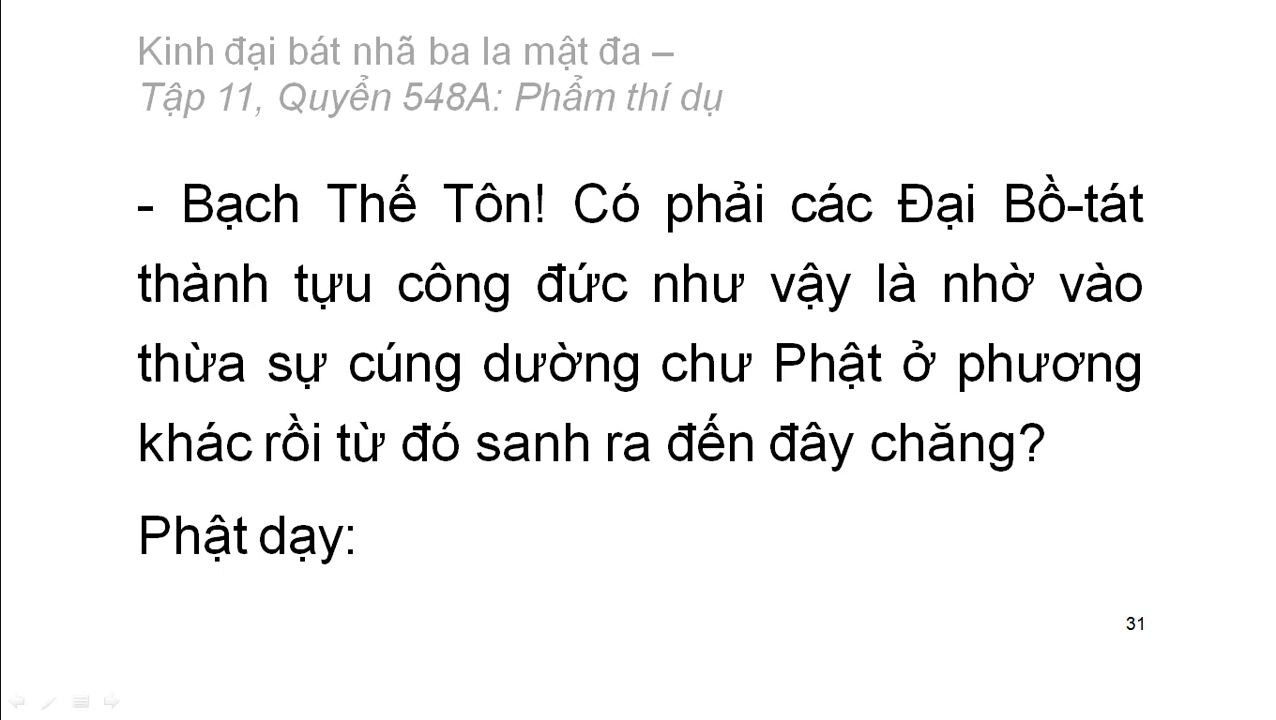 Kinh đại bát nhã ba la mật đa –
Tập 11, Quyển 548A: Phẩm thí dụ
- Bạch Thế Tôn! Có phải các Đại Bồ-tát
thành tựu công đức như vậy là nhờ vào
thừa sự cúng dường chư Phật ở phương
khác rồi từ đó sanh ra đến đây chăng?
Phật dạy:
31